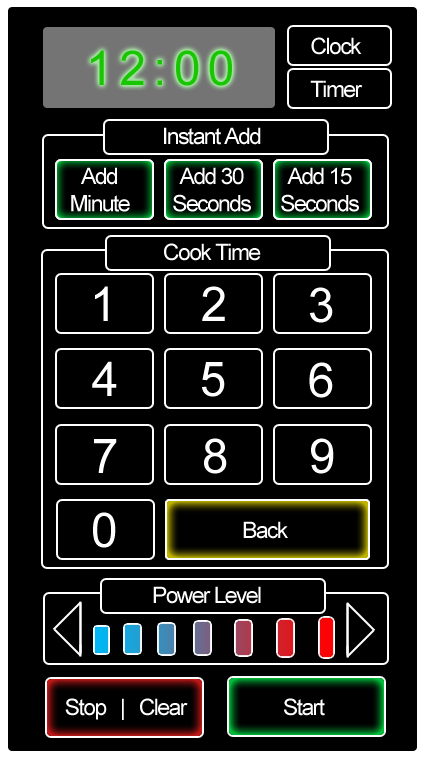 12:00
Clock
Timer
Instant Add
Add
Minute
Add 30
Seconds
Add 15
Seconds
Cook Time
1 2 3
4 5 6
7 8 9
0 Back
Power Level
Stop | Clear
Start